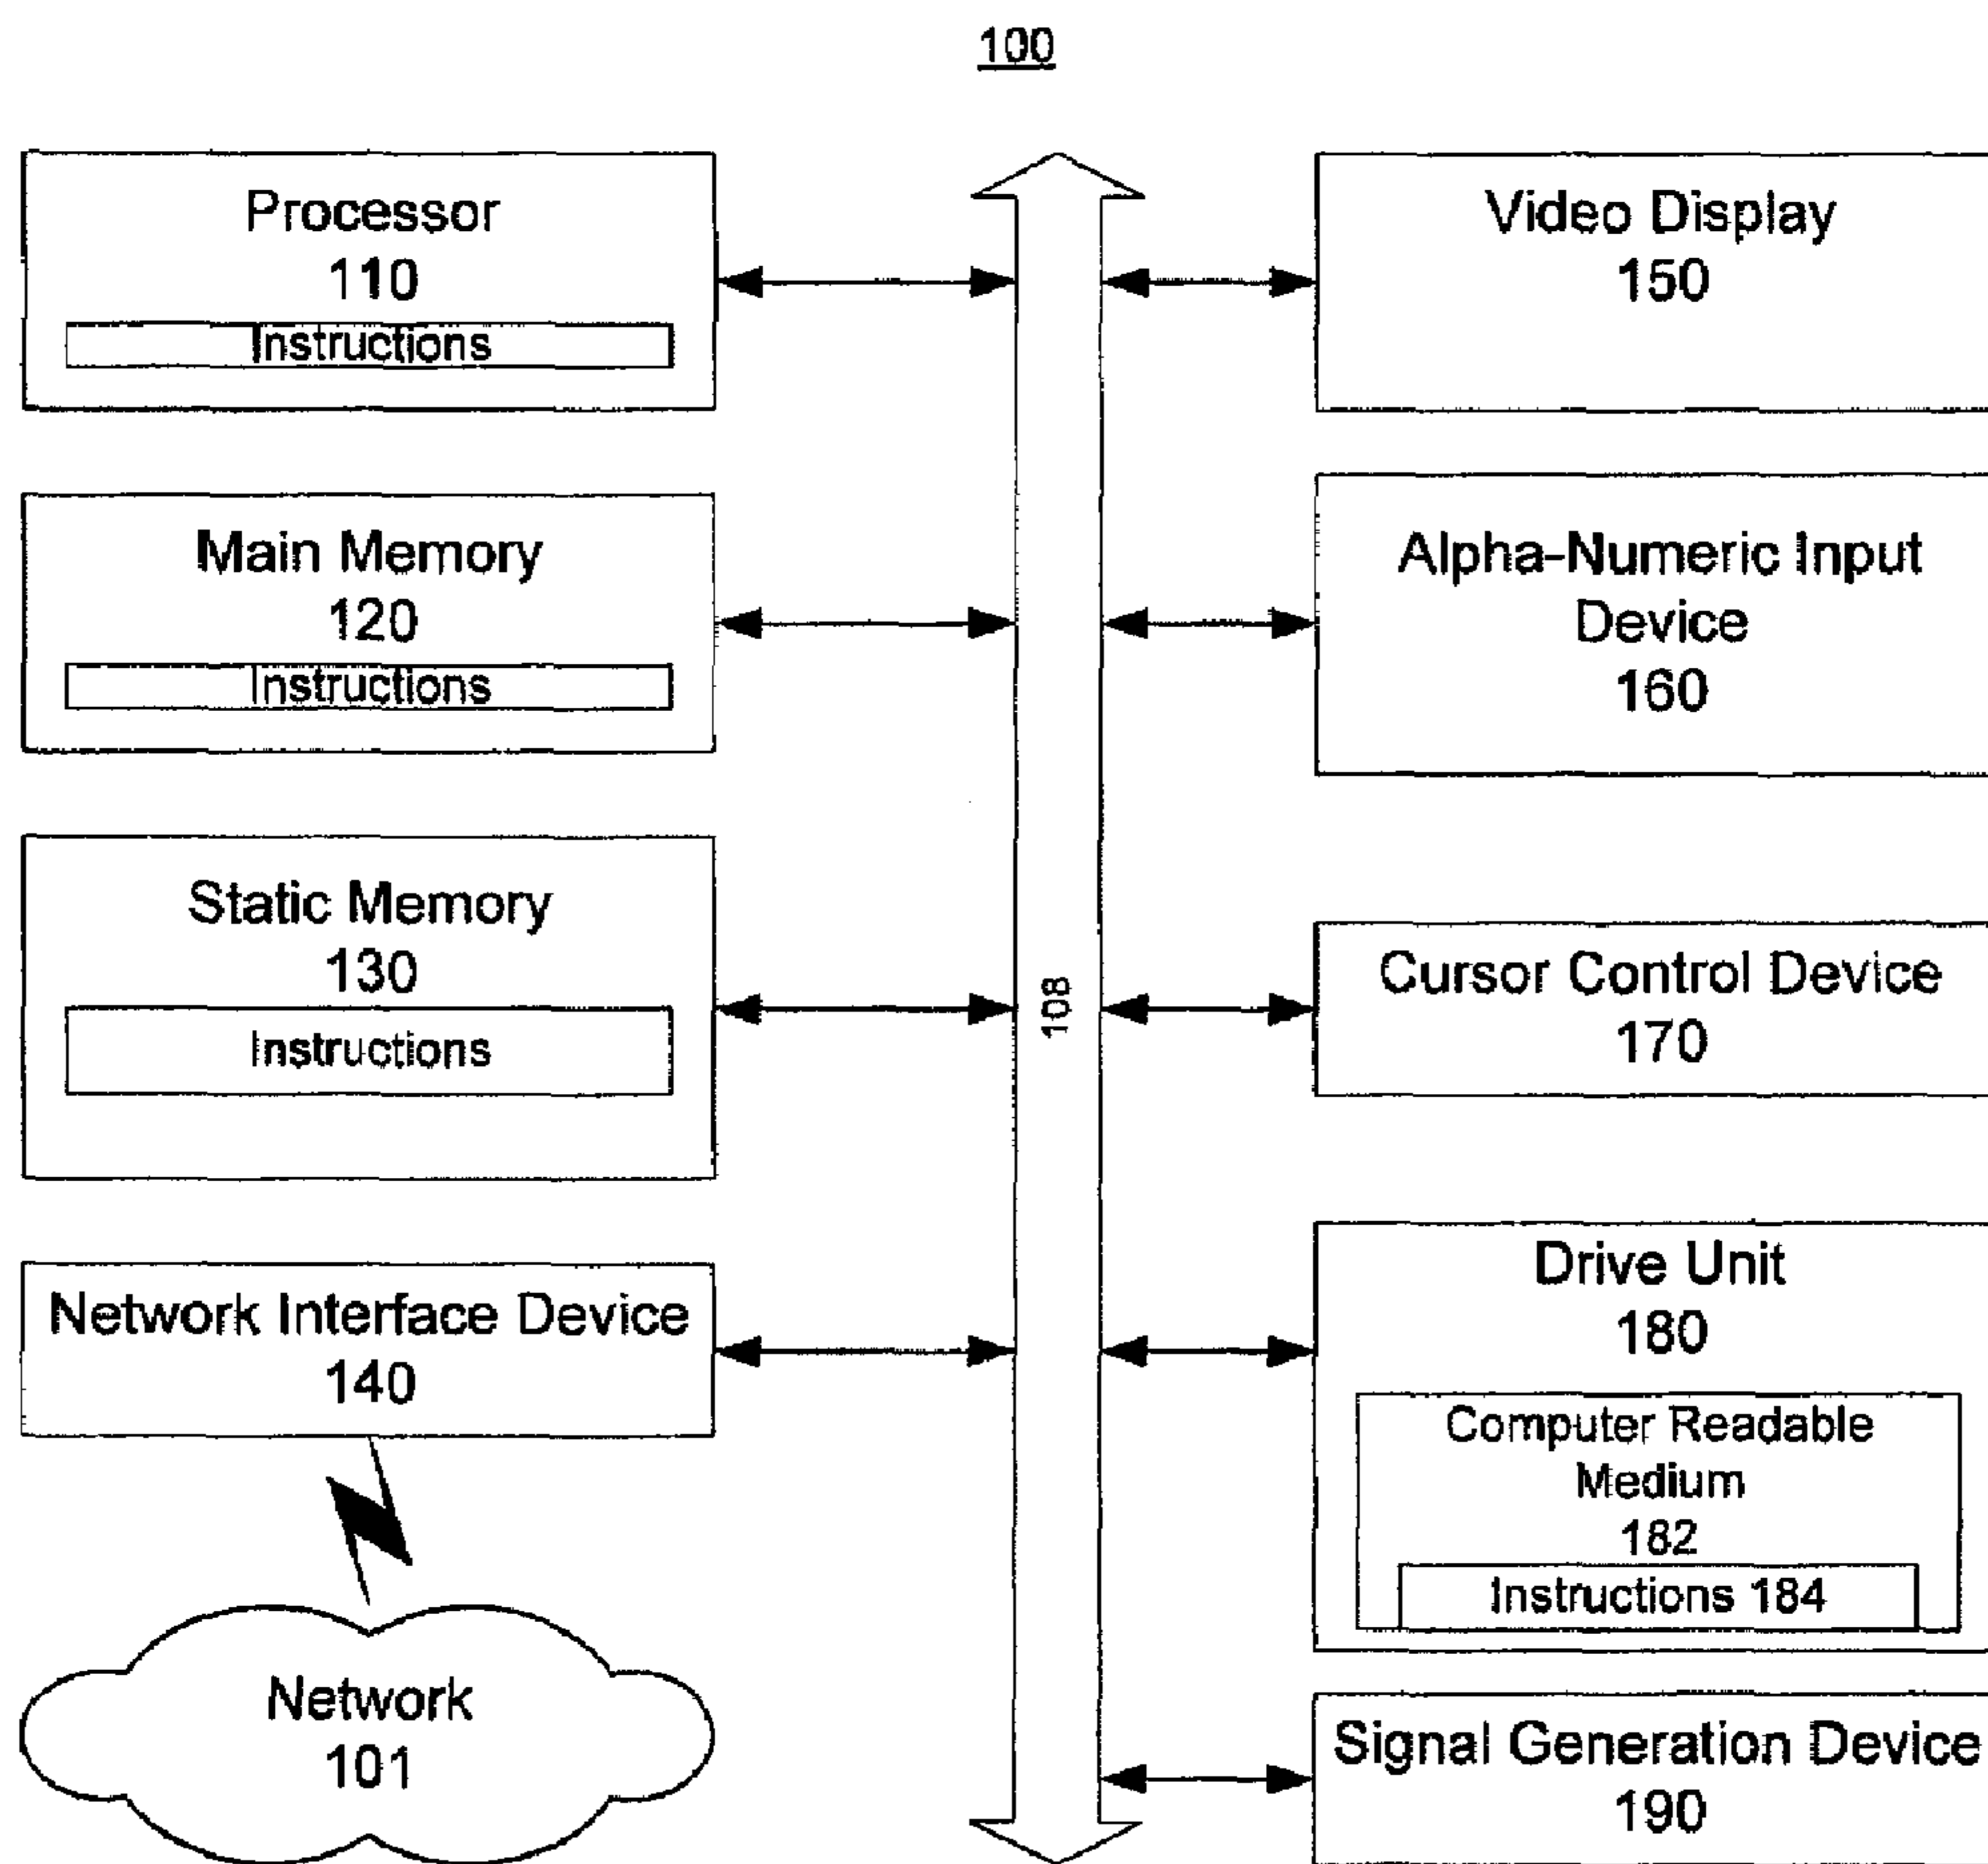 100
Processor
110
Instructions
Main Memory
120
Instructions
Static Memory
130
Instructions
Network Interface Device
140
Network
101
108
Video Display
150
Alpha-Numeric Input
Device
160
Cursor Control Device
170
Drive Unit
180
Computer Readable
Medium
182
Instructions 184
Signal Generation Device
190